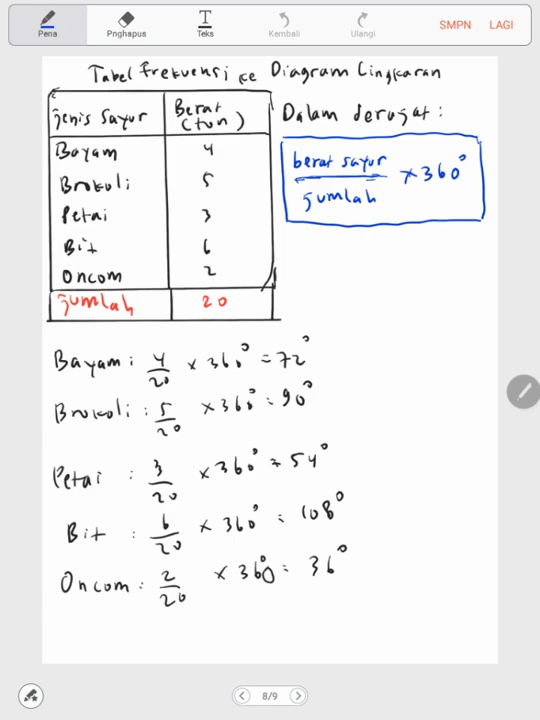 Pena
Pnghapus
Teks
Kembali
Ulangi
SMPN
LAGI
Tabel Frekuensi ke Diagram Lingkaran
Jenis Sayur Berat (tun)
Bayam 4
Brokoli 5
Petai 3
Bit 6
Oncom 2
Jumlah 20
Dalam derajat :
berat sayur / jumlah × 360°
Bayam : 4/20 × 360° = 72°
Brokoli : 5/20 × 360° = 90°
Petai : 3/20 × 360° = 54°
Bit : 6/20 × 360° = 108°
Oncom : 2/20 × 360° = 36°
8/9